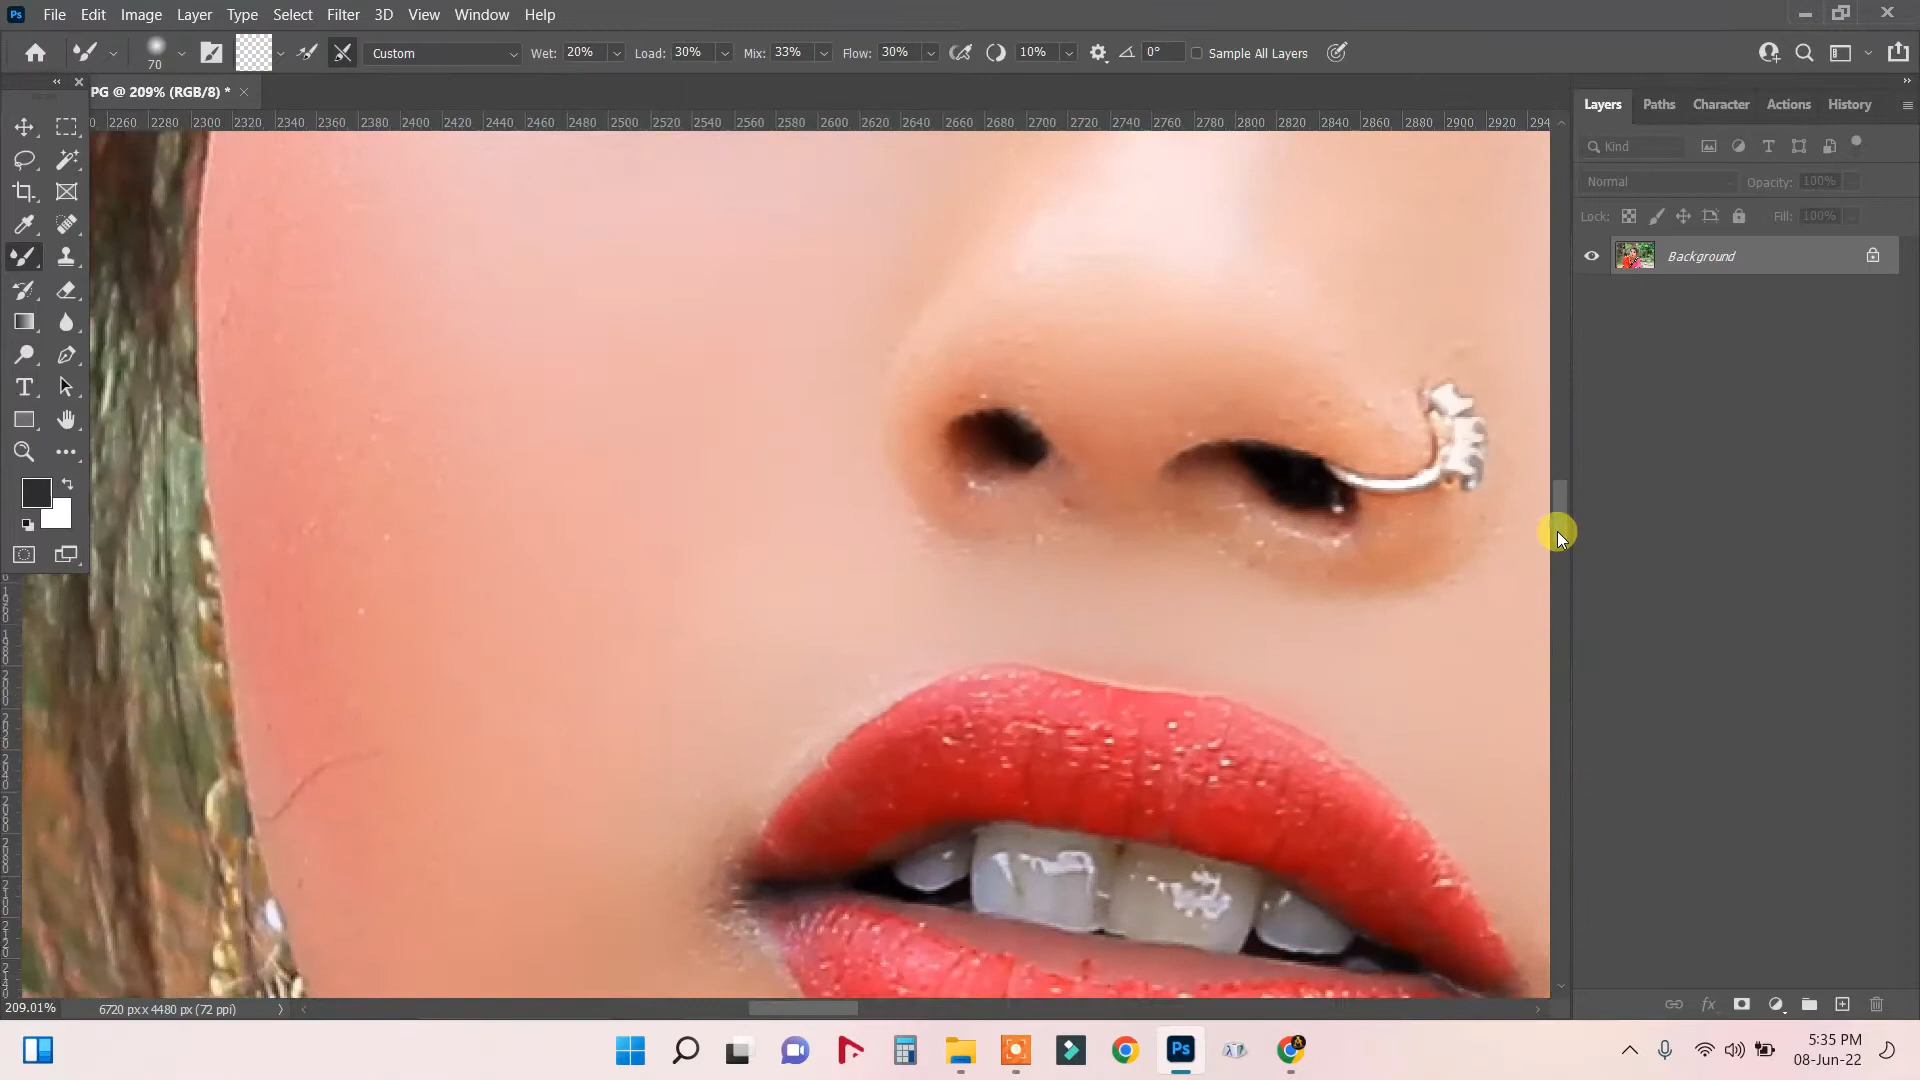 Ps File Edit Image Layer Type Select Filter 3D View Window Help
70 Custom Wet: 20% Load: 30% Mix: 33% Flow: 30% 10% 0° Sample All Layers
PG @ 209% (RGB/8) *
Layers Paths Character Actions History
2260 2280 2300 2320 2340 2360 2380 2400 2420 2440 2460 2480 2500 2520 2540 2560 2580 2600 2620 2640 2660 2680 2700 2720 2740 2760 2780 2800 2820 2840 2860 2880 2900 2920 294
Kind
Normal Opacity: 100%
Lock: Fill: 100%
Background
209.01% 6720 px x 4480 px (72 ppi)
Ps
5:35 PM
08-Jun-22